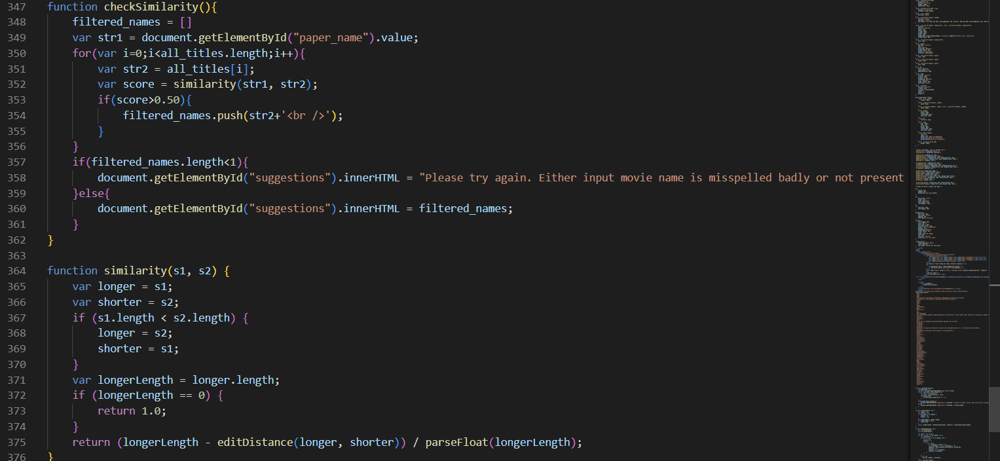 347 function checkSimilarity(){
348     filtered_names = []
349     var str1 = document.getElementById("paper_name").value;
350     for(var i=0;i<all_titles.length;i++){
351         var str2 = all_titles[i];
352         var score = similarity(str1, str2);
353         if(score>0.50){
354             filtered_names.push(str2+'<br />');
355         }
356     }
357     if(filtered_names.length<1){
358         document.getElementById("suggestions").innerHTML = "Please try again. Either input movie name is misspelled badly or not present
359     }else{
360         document.getElementById("suggestions").innerHTML = filtered_names;
361     }
362 }
363
364 function similarity(s1, s2) {
365     var longer = s1;
366     var shorter = s2;
367     if (s1.length < s2.length) {
368         longer = s2;
369         shorter = s1;
370     }
371     var longerLength = longer.length;
372     if (longerLength == 0) {
373         return 1.0;
374     }
375     return (longerLength - editDistance(longer, shorter)) / parseFloat(longerLength);
376 }